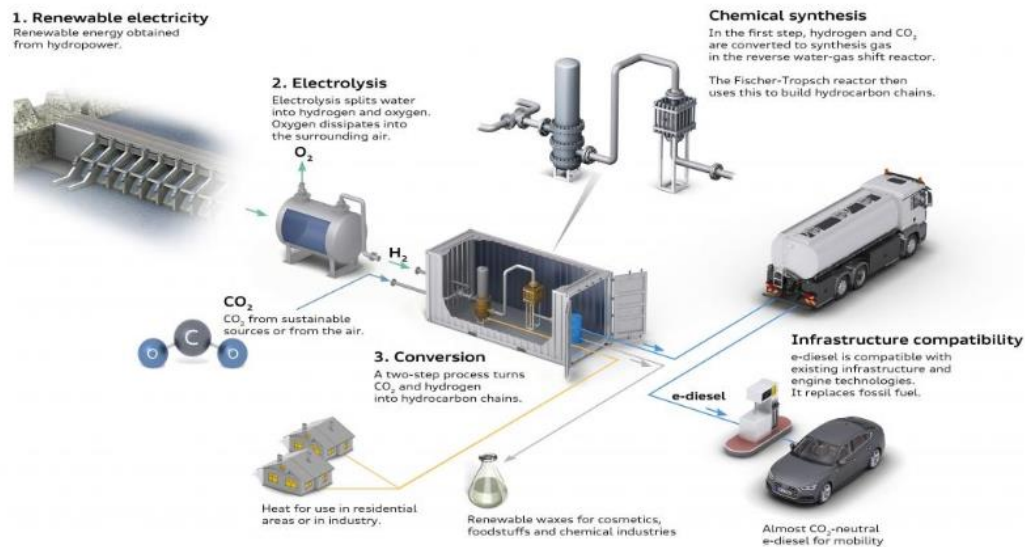 1. Renewable electricity
Renewable energy obtained
from hydropower.
2. Electrolysis
Electrolysis splits water
into hydrogen and oxygen.
Oxygen dissipates into
the surrounding air.
O₂
H₂
CO₂
CO₂ from sustainable
sources or from the air.
O C O
3. Conversion
A two-step process turns
CO₂ and hydrogen
into hydrocarbon chains.
Chemical synthesis
In the first step, hydrogen and CO₂
are converted to synthesis gas
in the reverse water-gas shift reactor.
The Fischer-Tropsch reactor then
uses this to build hydrocarbon chains.
Infrastructure compatibility
e-diesel is compatible with
existing infrastructure and
engine technologies.
It replaces fossil fuel.
e-diesel
Heat for use in residential
areas or in industry.
Renewable waxes for cosmetics,
foodstuffs and chemical industries
Almost CO₂-neutral
e-diesel for mobility